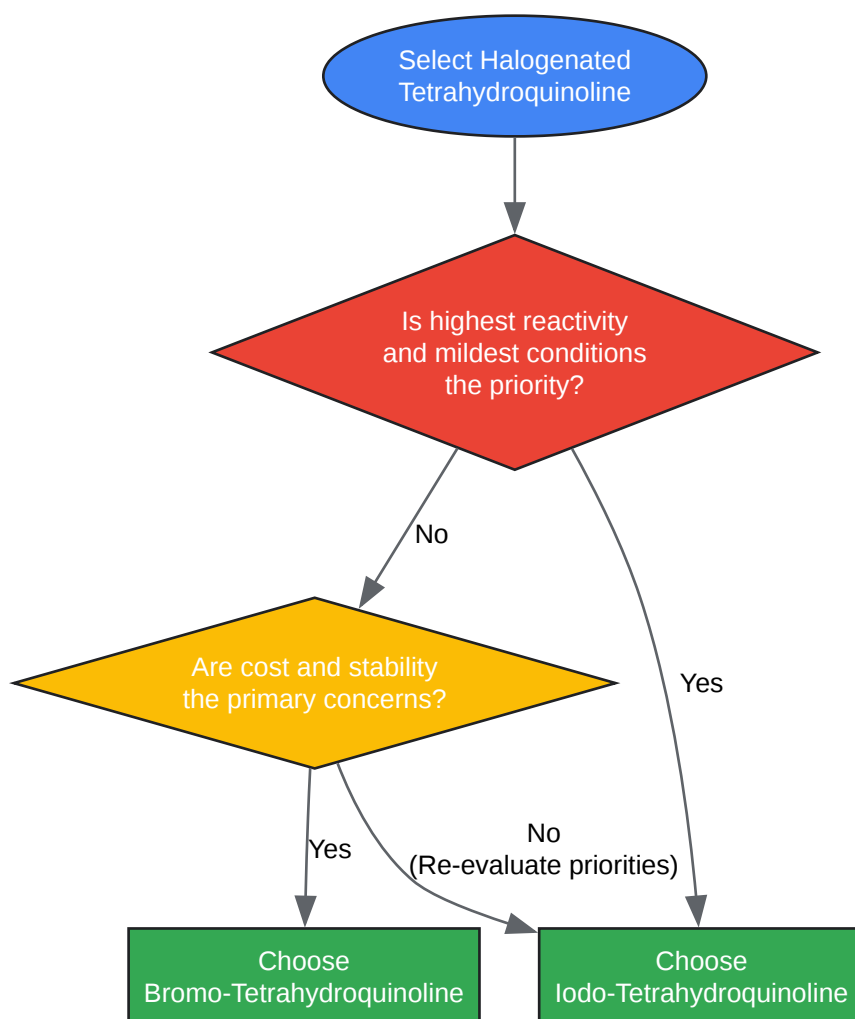 Select Halogenated
Tetrahydroquinoline
Is highest reactivity
and mildest conditions
the priority?
No
Yes
Are cost and stability
the primary concerns?
Yes
No
(Re-evaluate priorities)
Choose
Bromo-Tetrahydroquinoline
Choose
Iodo-Tetrahydroquinoline